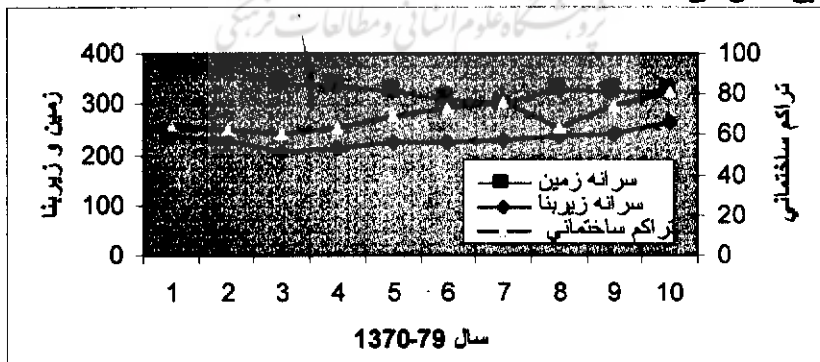 پژوهشگاه علوم انسانی و مطالعات فرهنگی
400
300
200
100
0
زمین و زیربنا
100
80
60
40
20
0
تراکم ساختمانی
سرانه زمین
سرانه زیربنا
تراکم ساختماني
1 2 3 4 5 6 7 8 9 10
سال 79-1370